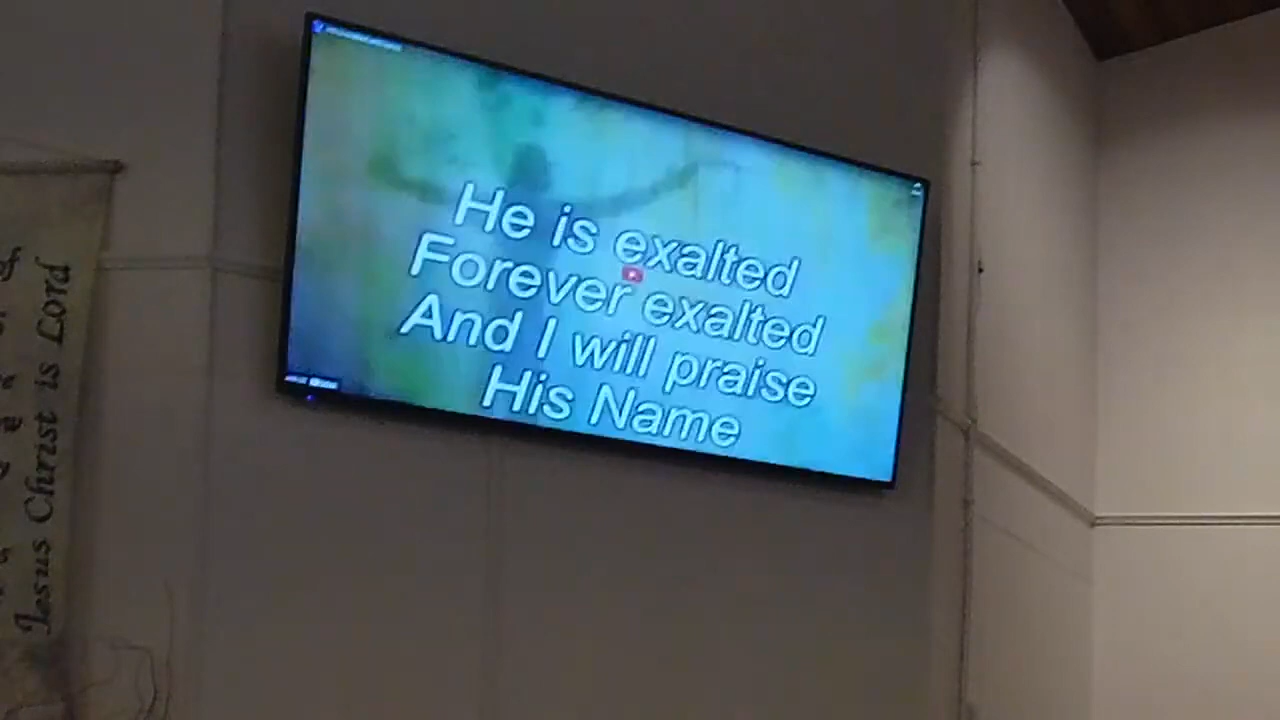 He is exalted
Forever exalted
And I will praise
His Name
Jesus Christ is Lord